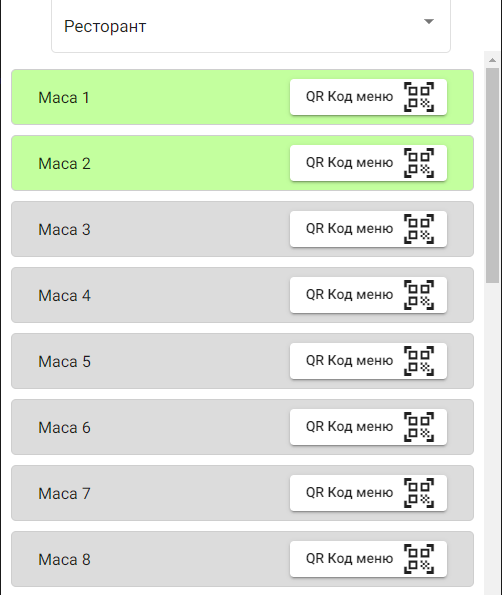 Ресторант
Маса 1
QR Код меню
Маса 2
QR Код меню
Маса 3
QR Код меню
Маса 4
QR Код меню
Маса 5
QR Код меню
Маса 6
QR Код меню
Маса 7
QR Код меню
Маса 8
QR Код меню